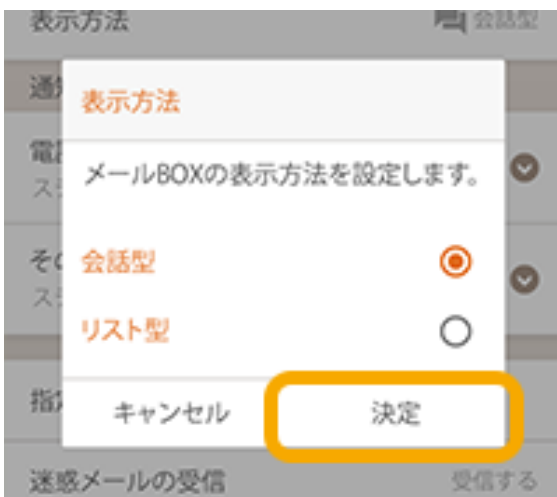 表示方法
会話型
表示方法
メールBOXの表示方法を設定します。
会話型
リスト型
キャンセル
決定
迷惑メールの受信
受信する